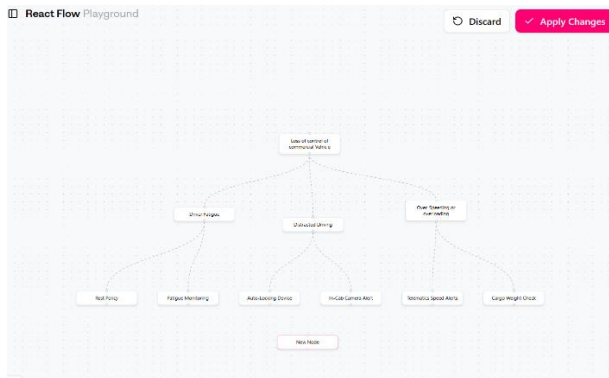 React Flow Playground
Discard
Apply Changes
Loss of control of
commercial Vehicle
Driver Fatigue
Distracted Driving
Over Speeding or
overloading
Rest Policy
Fatigue Monitoring
Auto-Locking Device
In-Cab Camera Alert
Telematics Speed Alerts
Cargo Weight Check
New Node